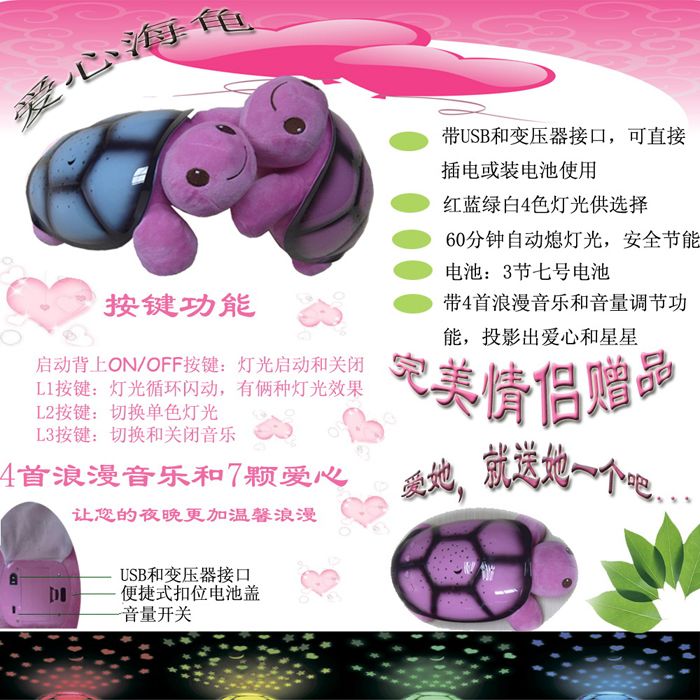 爱心海龟
带USB和变压器接口，可直接
插电或装电池使用
红蓝绿白4色灯光供选择
60分钟自动熄灯光，安全节能
电池：3节七号电池
带4首浪漫音乐和音量调节功
能，投影出爱心和星星
按键功能
启动背上ON/OFF按键：灯光启动和关闭
L1按键：灯光循环闪动，有俩种灯光效果
L2按键：切换单色灯光
L3按键：切换和关闭音乐
4首浪漫音乐和7颗爱心
让您的夜晚更加温馨浪漫
完美情侣赠品
爱她，就送她一个吧...
USB和变压器接口
便捷式扣位电池盖
音量开关